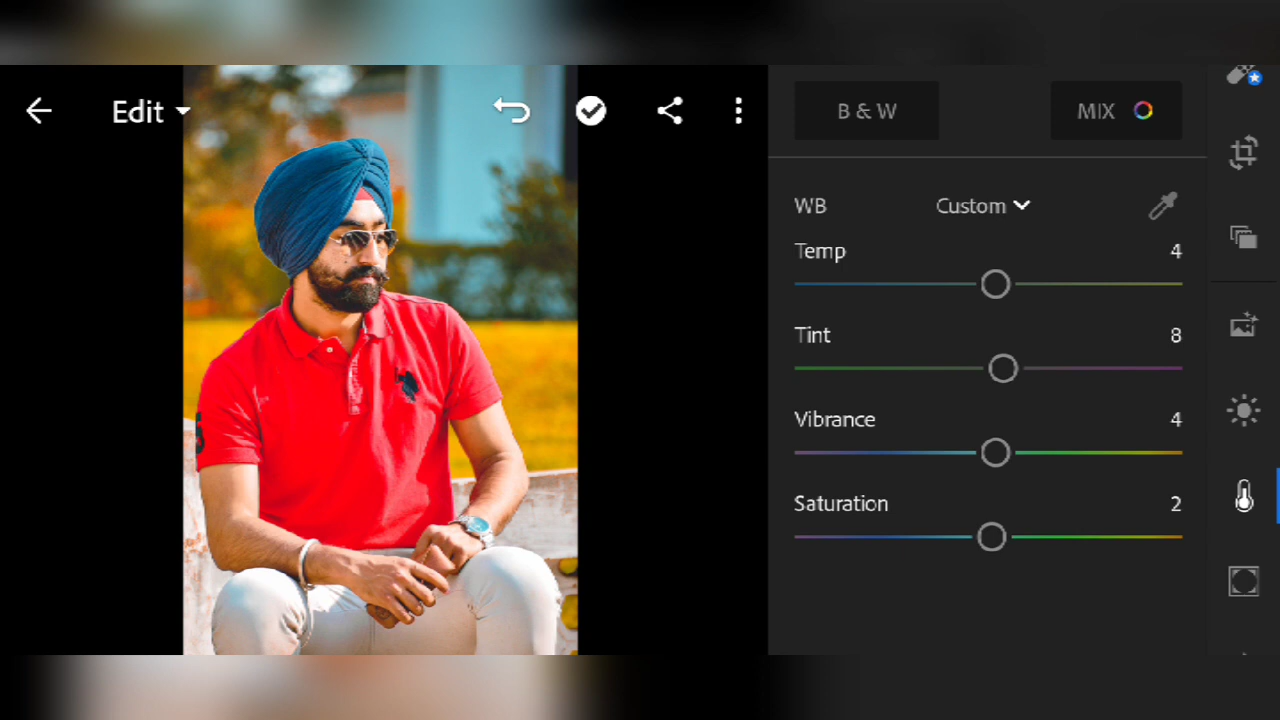 Edit
B & W
MIX
WB
Custom
Temp
4
Tint
8
Vibrance
4
Saturation
2